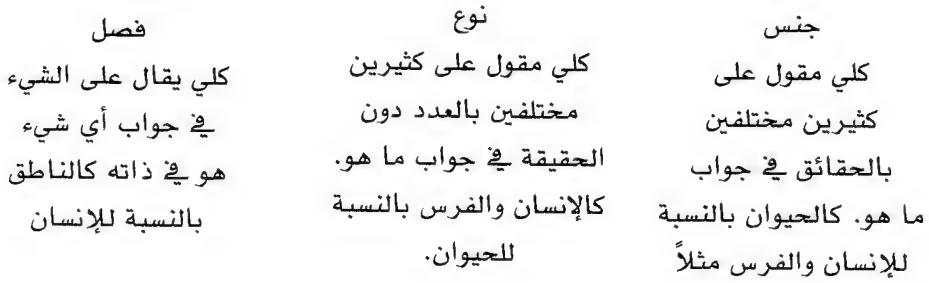 جنس
كلي مقول على
كثيرين مختلفين
بالحقائق في جواب
ما هو. كالحيوان بالنسبة
للإنسان والفرس مثلاً
نوع
كلي مقول على كثيرين
مختلفين بالعدد دون
الحقيقة في جواب ما هو.
كالإنسان والفرس بالنسبة
للحيوان.
فصل
كلي يقال على الشيء
في جواب أي شيء
هو في ذاته كالناطق
بالنسبة للإنسان